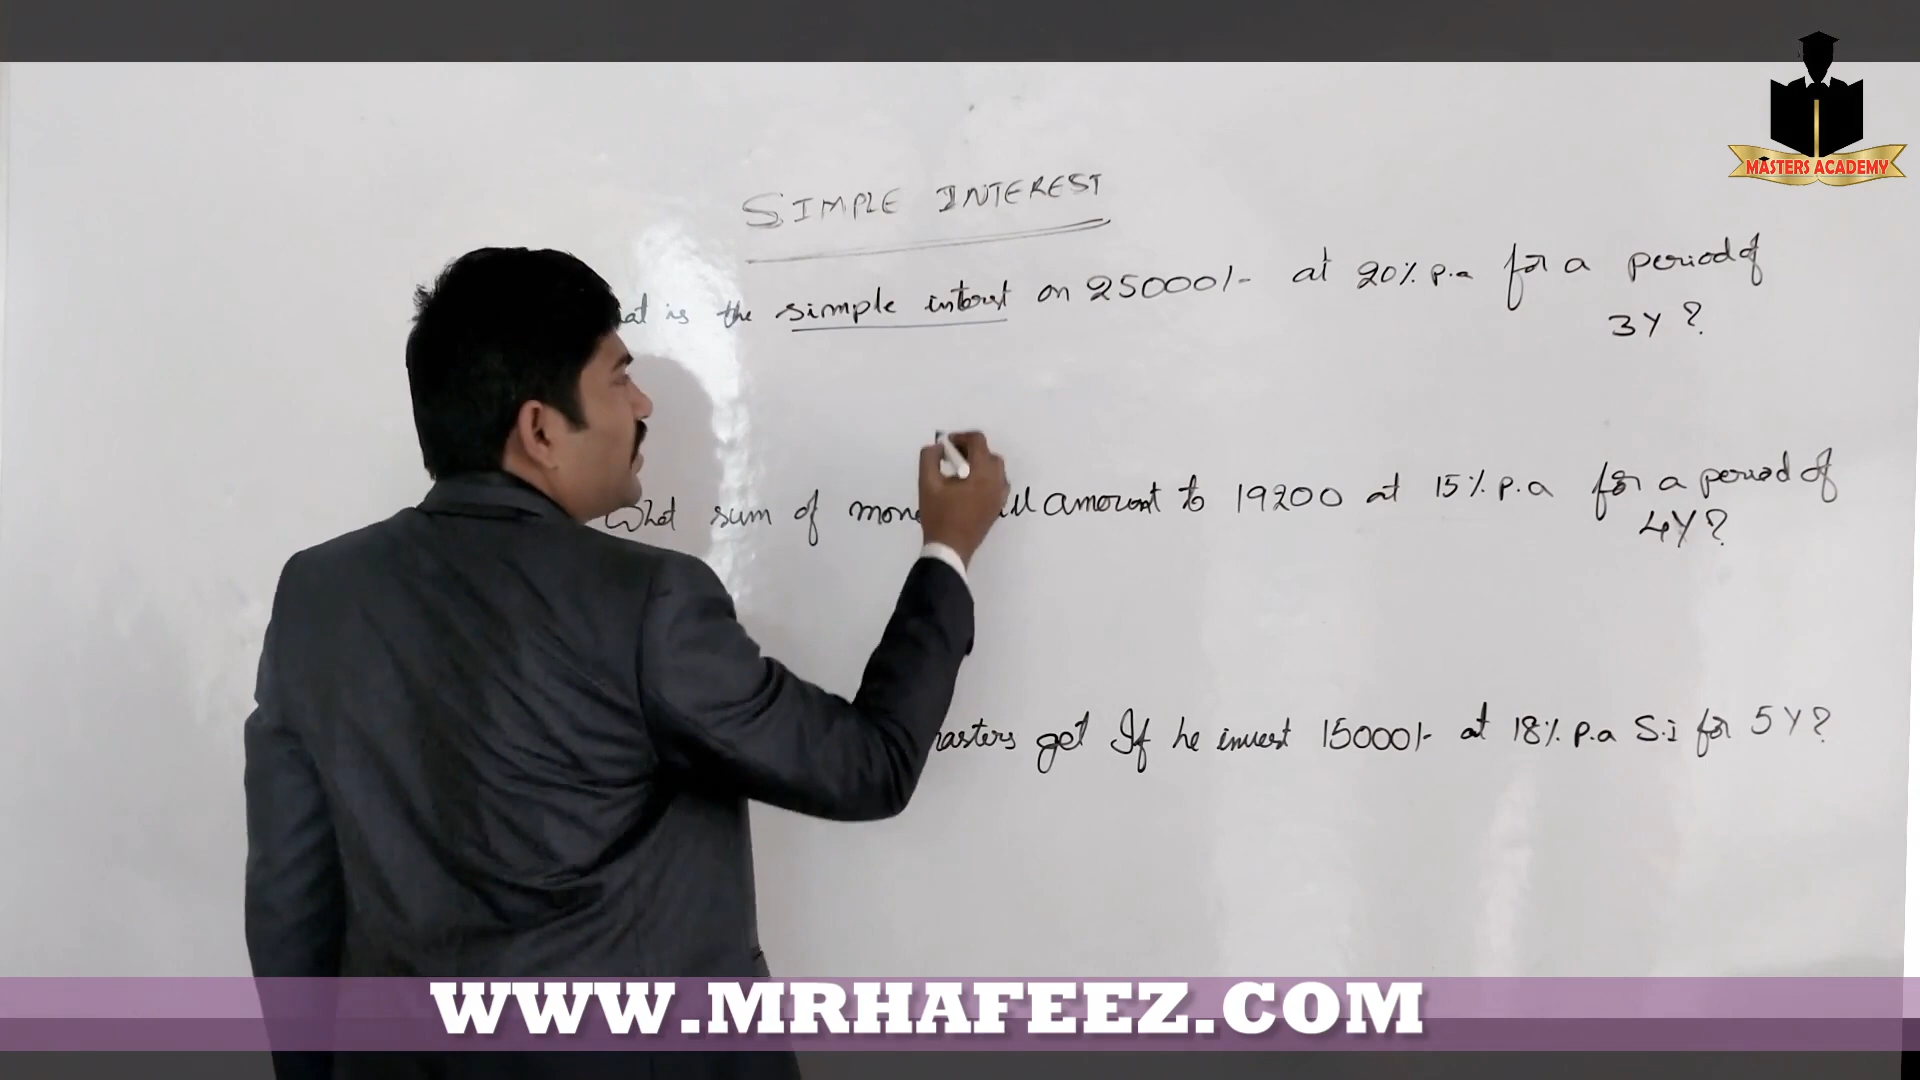 MASTERS ACADEMY
SIMPLE INTEREST
is the simple interest on 25000/- at 20% p.a for a period of
3Y ?
What sum of money will amount to 19200 at 15% p.a for a period of
4Y?
masters get If he invest 15000/- at 18% p.a S.i for 5Y?
WWW.MRHAFEEZ.COM